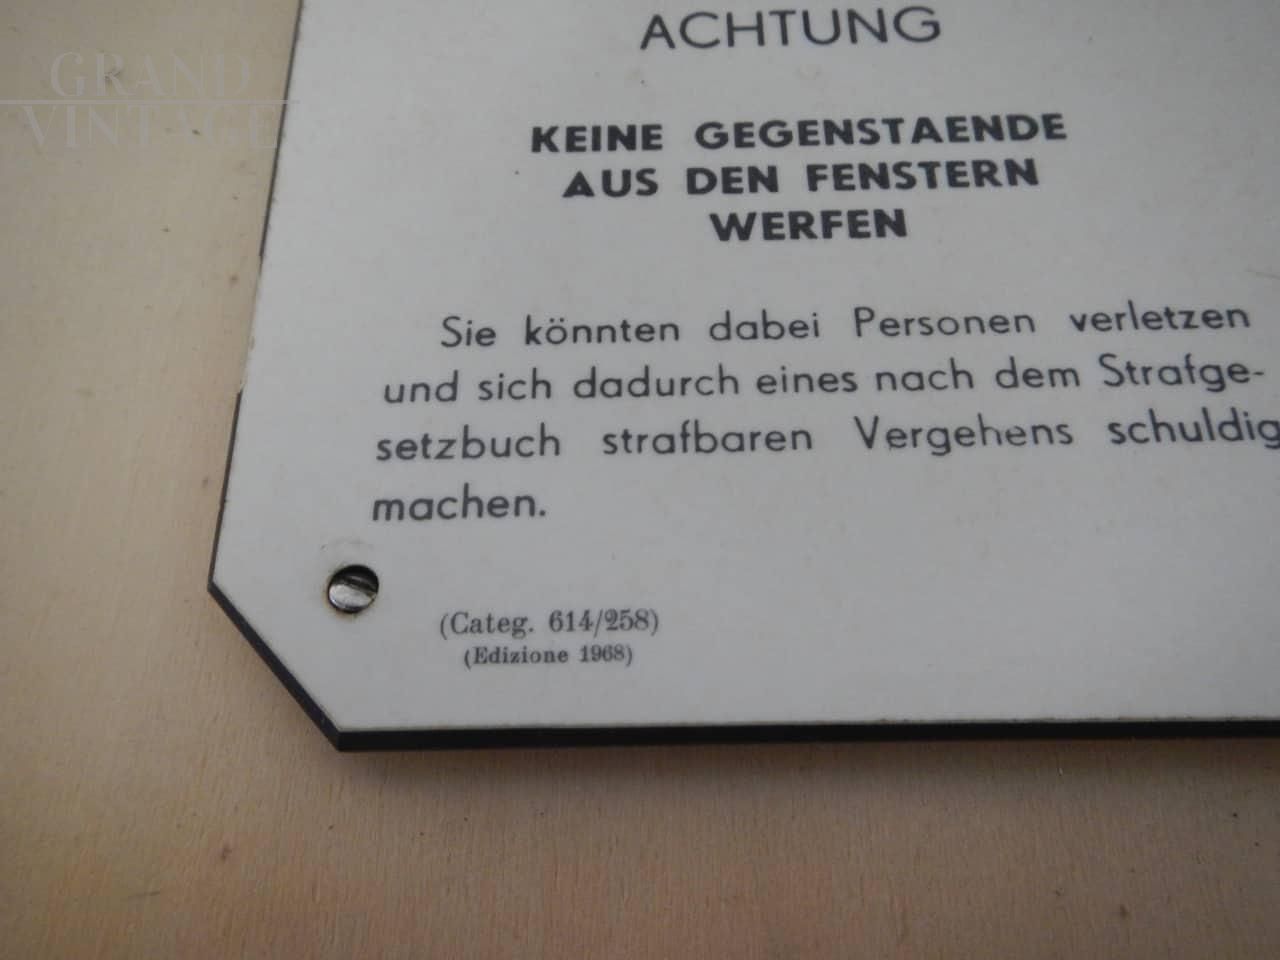 GRAND
VINTAGE
ACHTUNG
KEINE GEGENSTAENDE
AUS DEN FENSTERN
WERFEN
Sie könnten dabei Personen verletzen
und sich dadurch eines nach dem Strafge-
setzbuch strafbaren Vergehens schuldig
machen.
(Categ. 614/258)
(Edizione 1968)